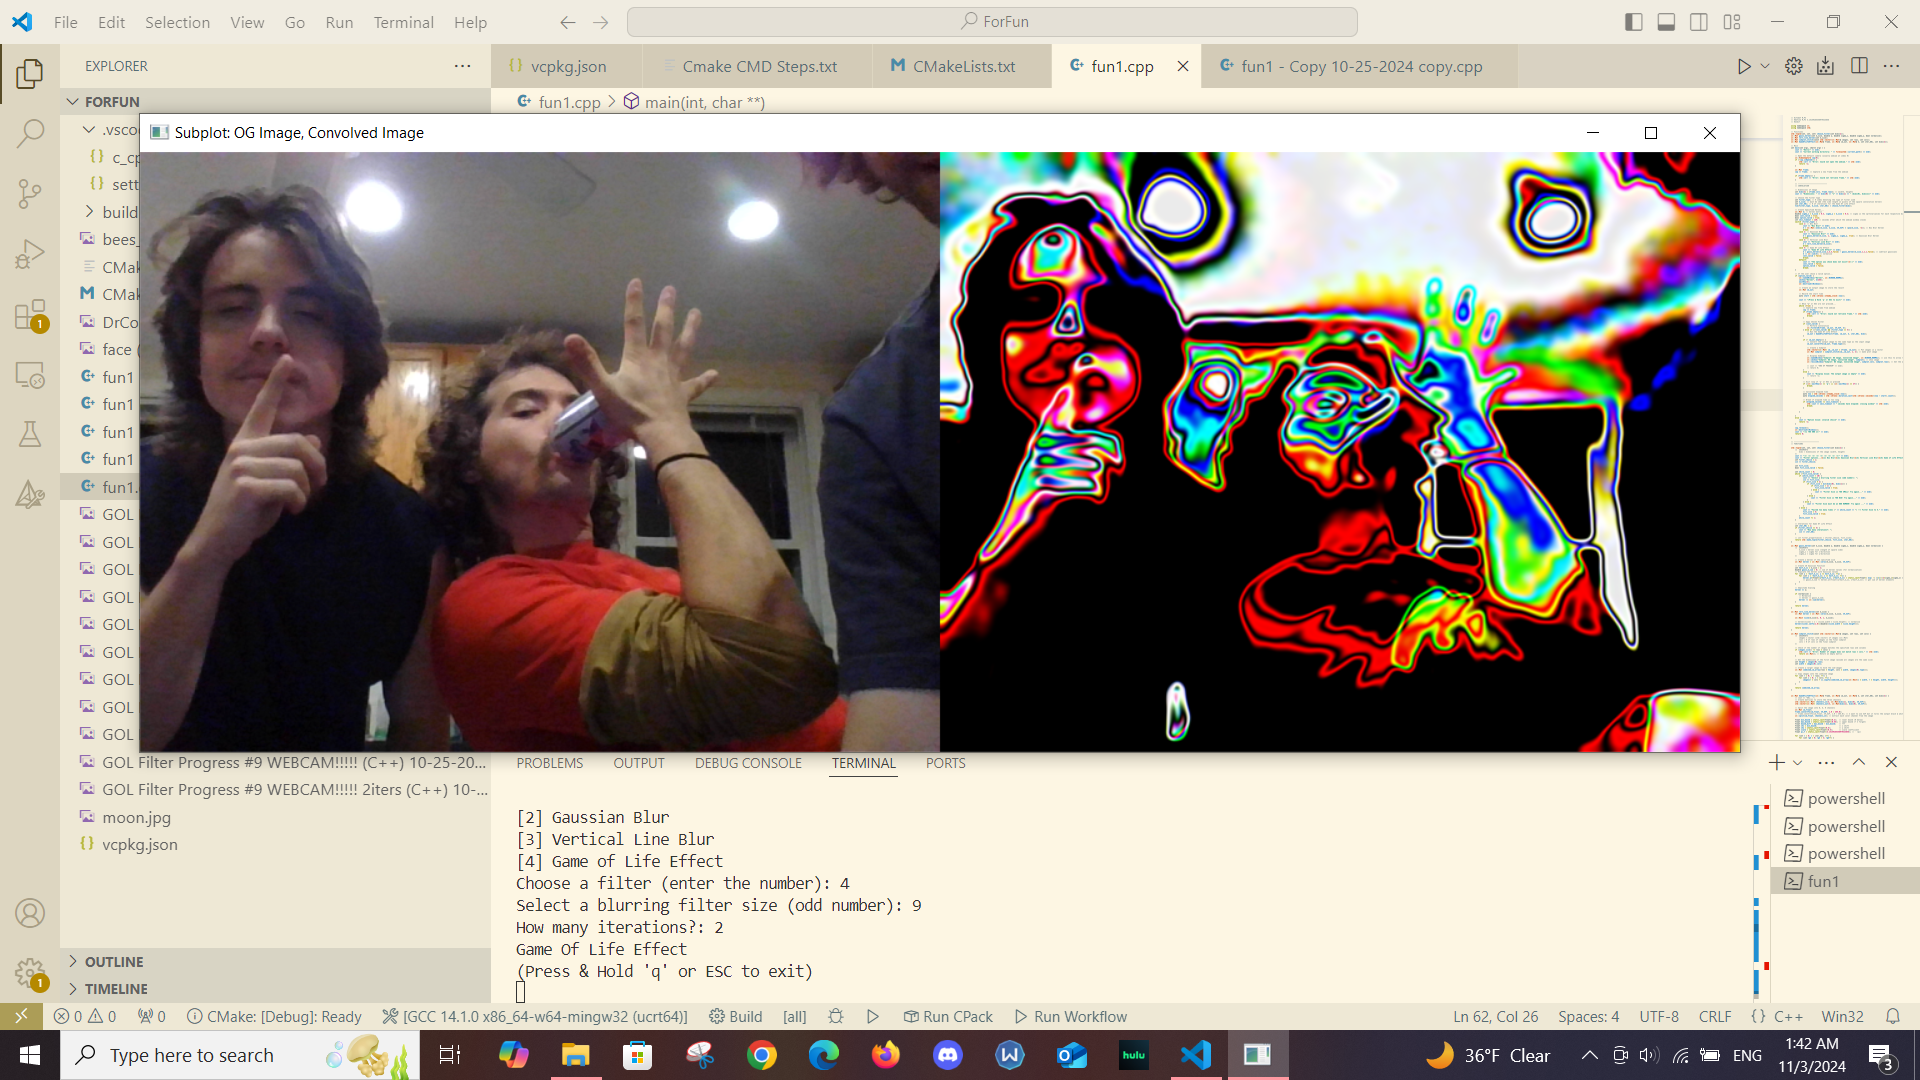 File Edit Selection View Go Run Terminal Help
ForFun
EXPLORER
vcpkg.json
Cmake CMD Steps.txt
CMakeLists.txt
fun1.cpp
fun1 - Copy 10-25-2024 copy.cpp
FORFUN
fun1.cpp > main(int, char **)
Subplot: OG Image, Convolved Image
.vsco
c_cp
sett
build
bees_
CMak
CMak
DrCo
face (
fun1
fun1
fun1
fun1
fun1.
GOL
GOL
GOL
GOL
GOL
GOL
GOL
GOL
GOL
GOL Filter Progress #9 WEBCAM!!!!! (C++) 10-25-20...
GOL Filter Progress #9 WEBCAM!!!!! 2iters (C++) 10-...
moon.jpg
vcpkg.json
OUTLINE
TIMELINE
PROBLEMS OUTPUT DEBUG CONSOLE TERMINAL PORTS
[2] Gaussian Blur
[3] Vertical Line Blur
[4] Game of Life Effect
Choose a filter (enter the number): 4
Select a blurring filter size (odd number): 9
How many iterations?: 2
Game Of Life Effect
(Press & Hold 'q' or ESC to exit)
powershell
powershell
powershell
fun1
1
1
0 0 0 CMake: [Debug]: Ready [GCC 14.1.0 x86_64-w64-mingw32 (ucrt64)] Build [all] Run CPack Run Workflow
Ln 62, Col 26 Spaces: 4 UTF-8 CRLF {} C++ Win32
Type here to search
hulu
36°F Clear
ENG
1:42 AM
11/3/2024
3